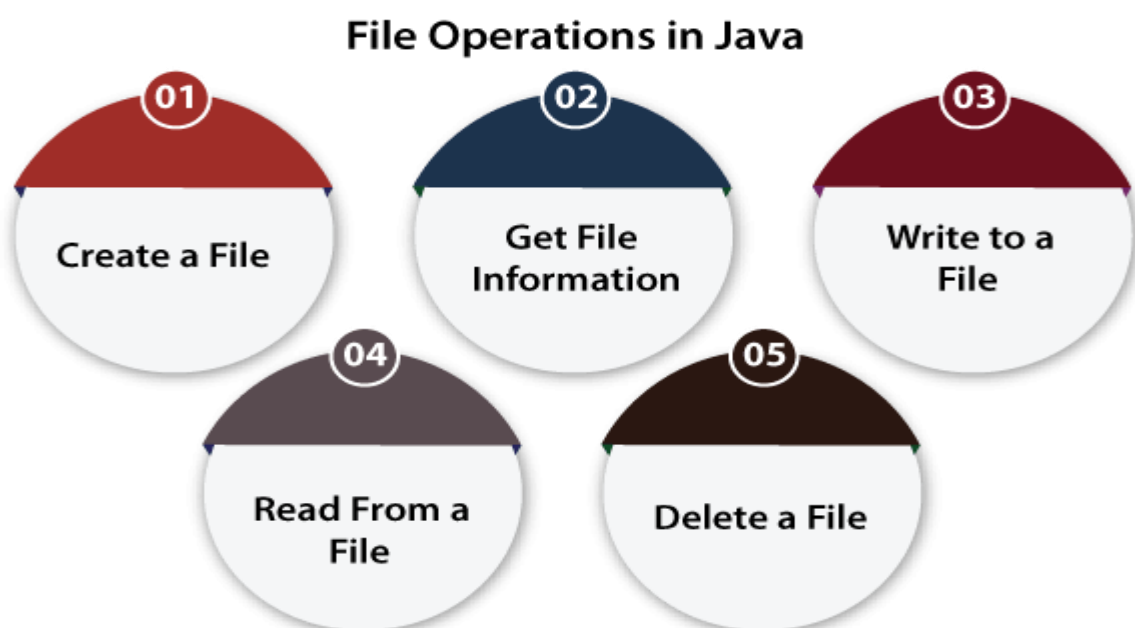 File Operations in Java
01
Create a File
02
Get File
Information
03
Write to a
File
04
Read From a
File
05
Delete a File